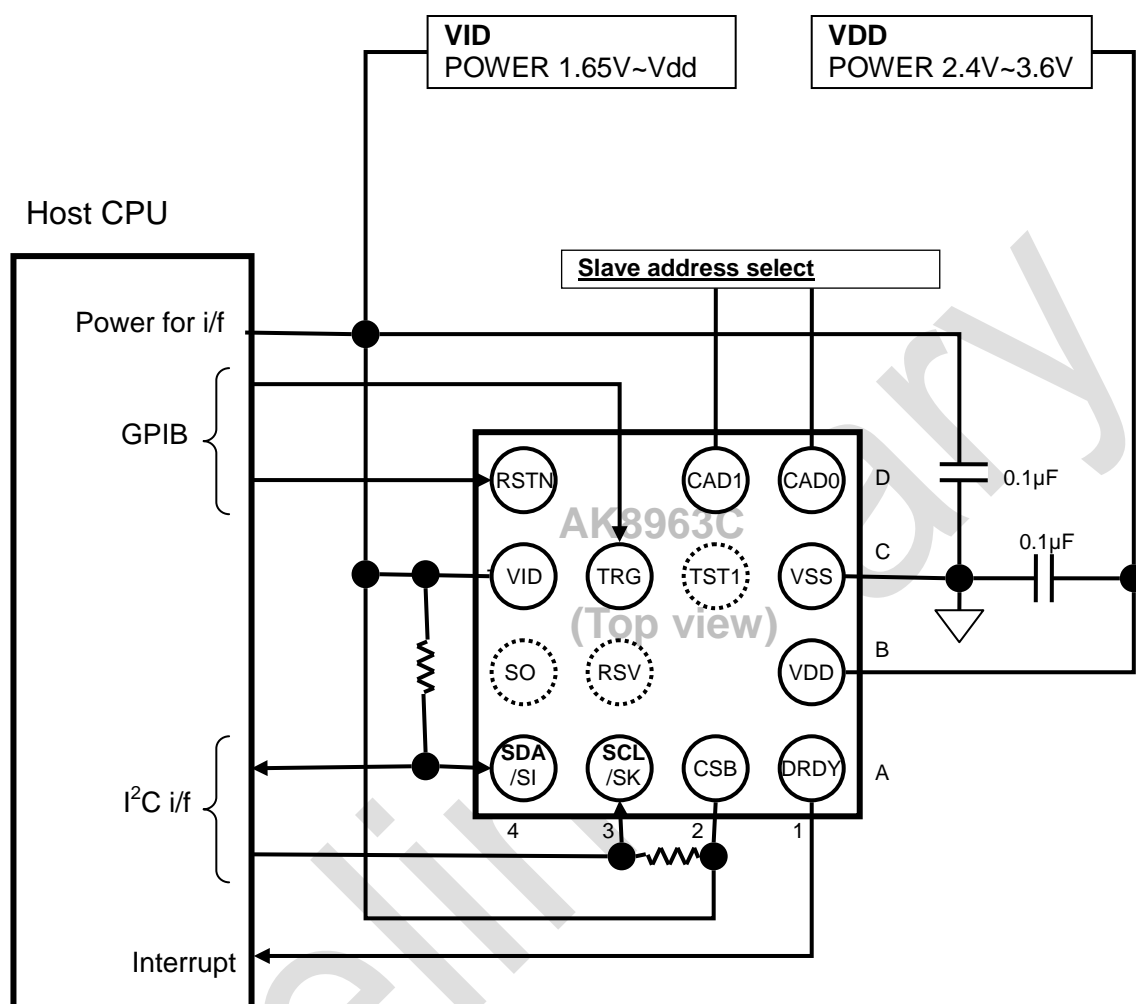 VID
POWER 1.65V~Vdd
VDD
POWER 2.4V~3.6V
Host CPU
Slave address select
Power for i/f
GPIB
RSTN
CAD1
CAD0
D
0.1µF
AK8963C
VID
TRG
TST1
VSS
C
0.1µF
(Top view)
SO
RSV
VDD
B
SDA
/SI
SCL
/SK
CSB
DRDY
A
I²C i/f
4
3
2
1
Interrupt